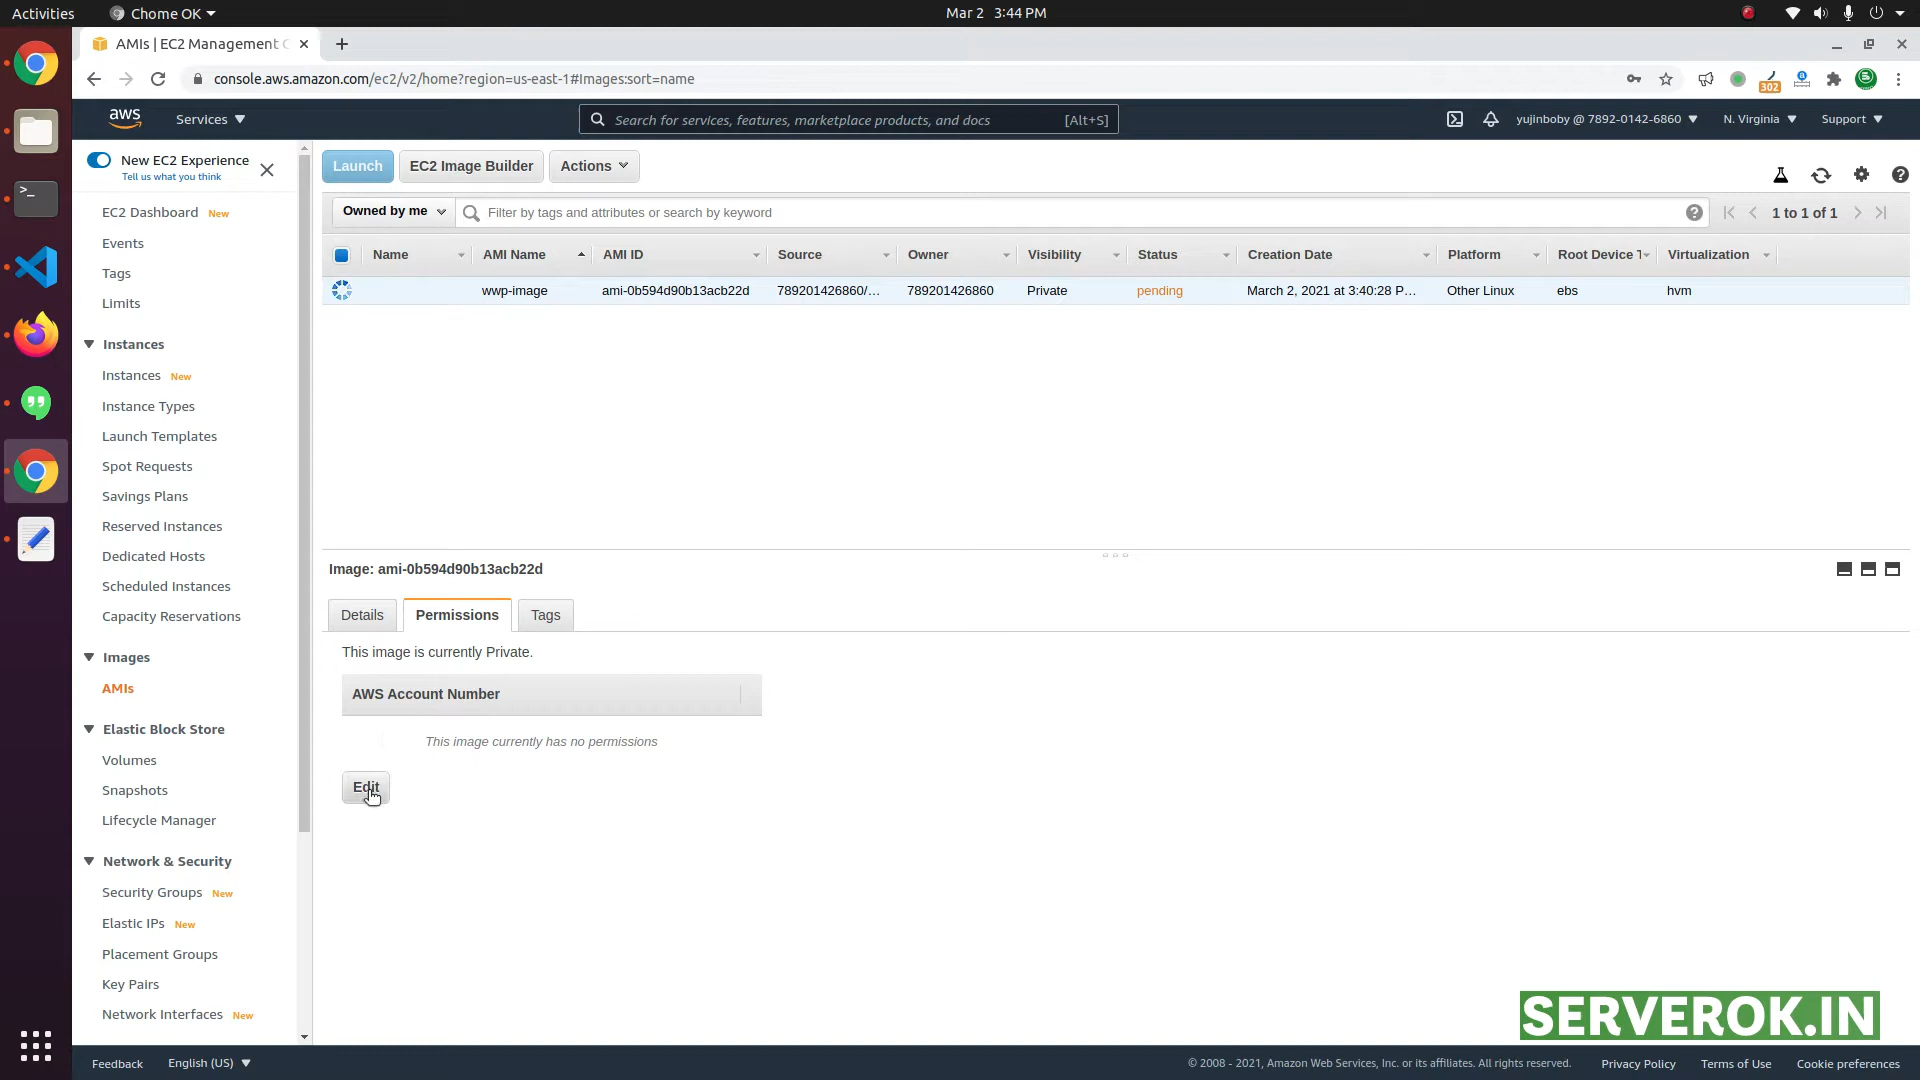 Activities
Chome OK
Mar 2 3:44 PM
AMIs | EC2 Management C
console.aws.amazon.com/ec2/v2/home?region=us-east-1#Images:sort=name
302
aws
Services
Search for services, features, marketplace products, and docs
[Alt+S]
yujinboby @ 7892-0142-6860
N. Virginia
Support
New EC2 Experience
Tell us what you think
EC2 Dashboard New
Events
Tags
Limits
Instances
Instances New
Instance Types
Launch Templates
Spot Requests
Savings Plans
Reserved Instances
Dedicated Hosts
Scheduled Instances
Capacity Reservations
Images
AMIs
Elastic Block Store
Volumes
Snapshots
Lifecycle Manager
Network & Security
Security Groups New
Elastic IPs New
Placement Groups
Key Pairs
Network Interfaces New
Launch
EC2 Image Builder
Actions
Owned by me
Filter by tags and attributes or search by keyword
1 to 1 of 1
Name AMI Name AMI ID Source Owner Visibility Status Creation Date Platform Root Device T Virtualization
wwp-image ami-0b594d90b13acb22d 789201426860/... 789201426860 Private pending March 2, 2021 at 3:40:28 P... Other Linux ebs hvm
Image: ami-0b594d90b13acb22d
Details
Permissions
Tags
This image is currently Private.
AWS Account Number
This image currently has no permissions
Edit
SERVEROK.IN
Feedback
English (US)
© 2008 - 2021, Amazon Web Services, Inc. or its affiliates. All rights reserved.
Privacy Policy
Terms of Use
Cookie preferences